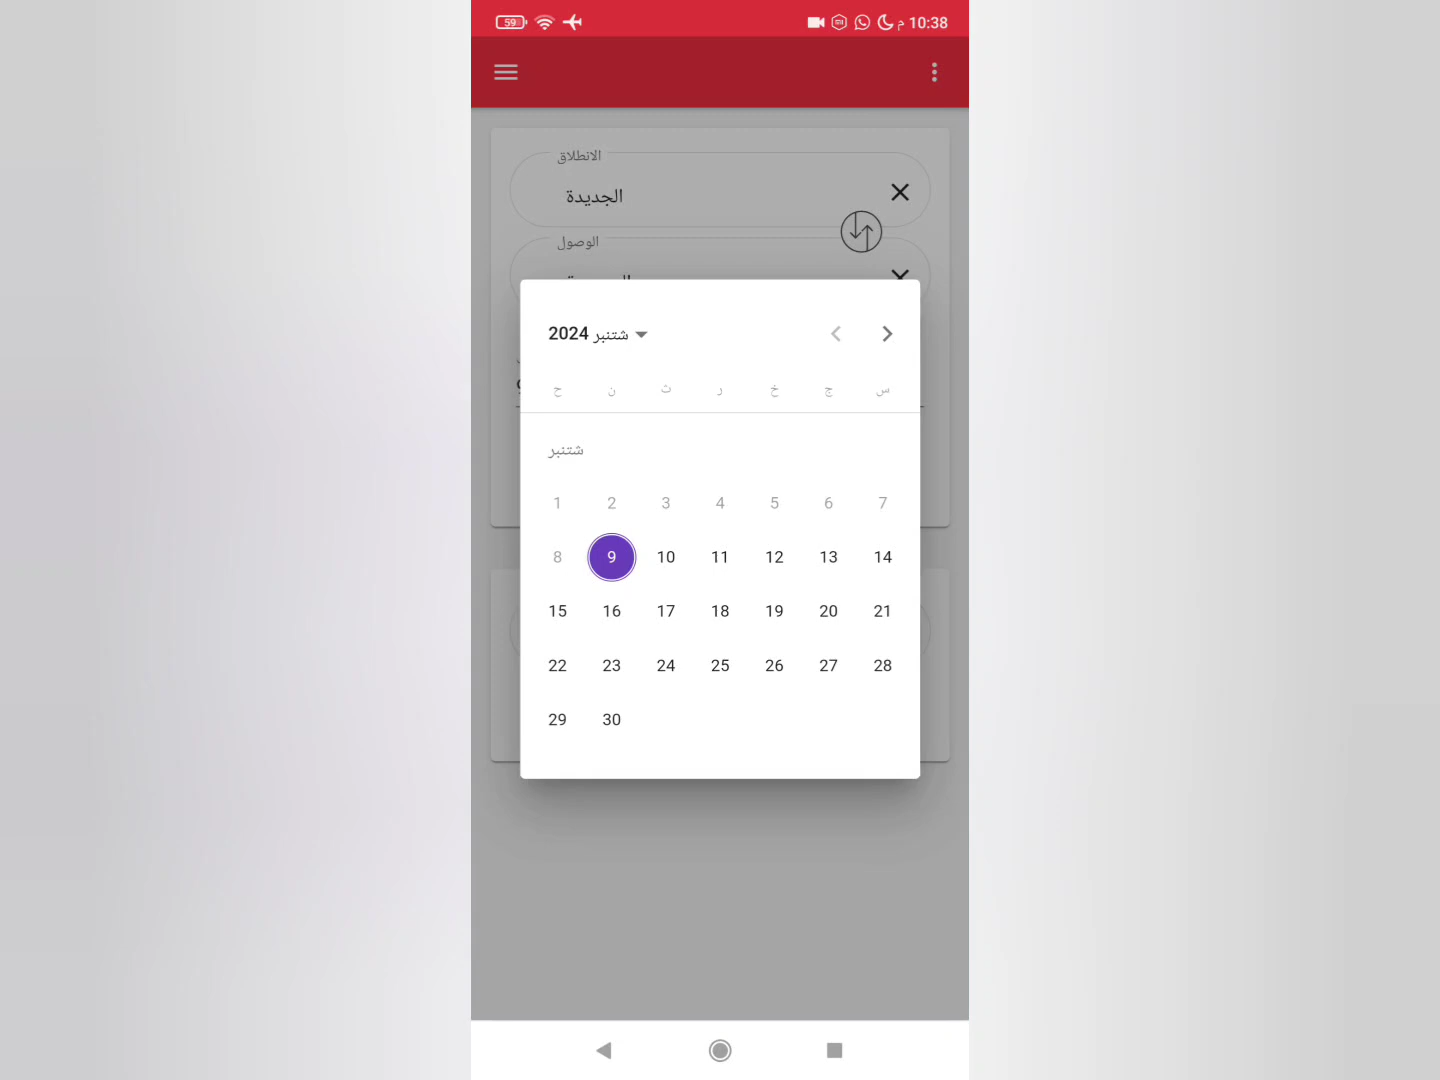 59 م 10:38
الانطلاق
الجديدة
الوصول
شتنبر 2024
ح ن ث ر خ ج س
شتنبر
1 2 3 4 5 6 7
8 9 10 11 12 13 14
15 16 17 18 19 20 21
22 23 24 25 26 27 28
29 30